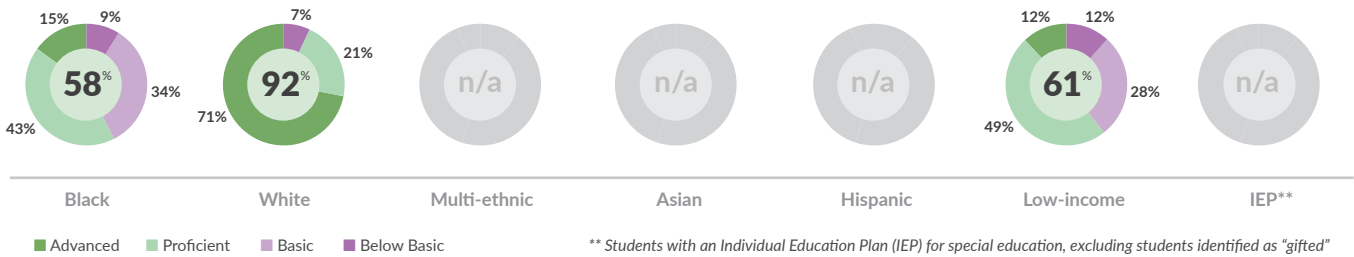 15% 9% 7% 12% 12%
21%
58% 92% n/a n/a n/a 61% n/a
34% 28%
71%
43% 49%
Black White Multi-ethnic Asian Hispanic Low-income IEP**
Advanced Proficient Basic Below Basic ** Students with an Individual Education Plan (IEP) for special education, excluding students identified as “gifted”